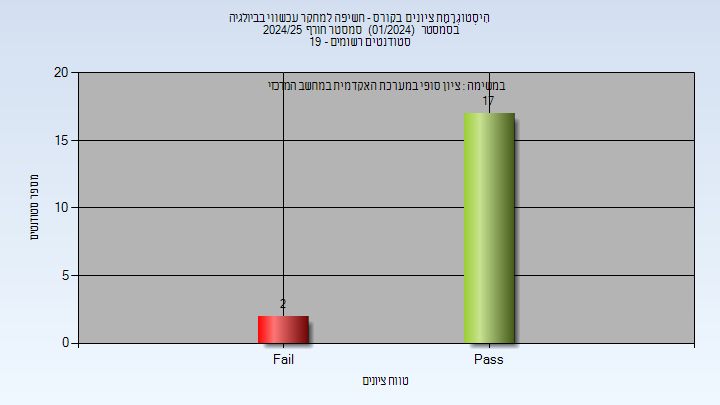 היסטוגרמת ציונים בקורס - חשיפה למחקר עכשווי בביולגיה
בסמסטר (01/2024) סמסטר חורף 2024/25
סטודנטים רשומים - 19
במשימה : ציון סופי במערכת האקדמית במחשב המרכזי
20
15
10
5
0
מספר סטודנטים
2
17
Fail
Pass
טווח ציונים